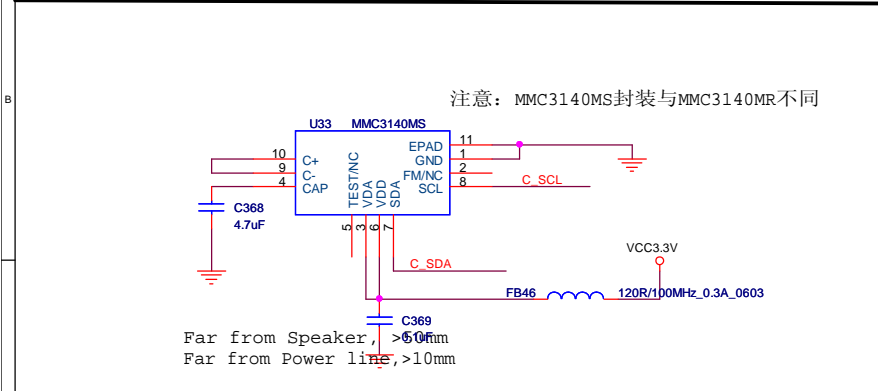 B
注意：MMC3140MS封装与MMC3140MR不同
U33 MMC3140MS
10 C+
9 C-
4 CAP
EPAD 11
GND 1
FM/NC 2
SCL 8
C_SCL
TEST/NC
VDA
VDD
SDA
5
3
6
7
C368
4.7uF
C_SDA
VCC3.3V
FB46
120R/100MHz_0.3A_0603
C369
0.1uF
Far from Speaker, >50mm
Far from Power line,>10mm